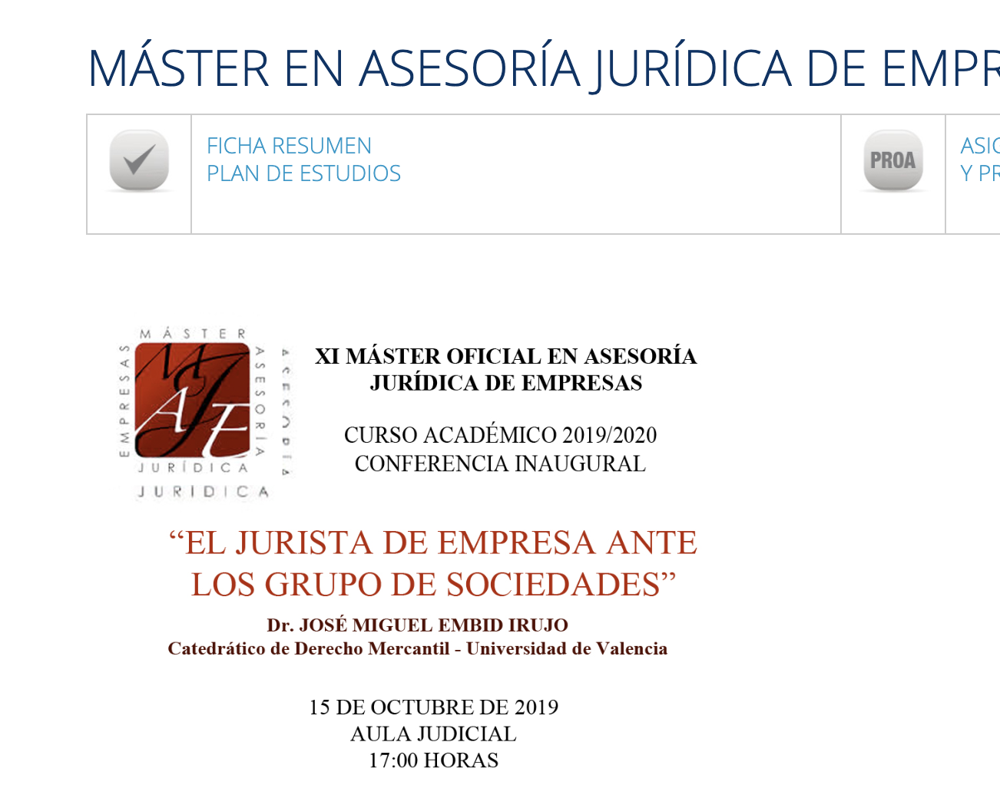 MÁSTER EN ASESORÍA JURÍDICA DE EMPR
FICHA RESUMEN
PLAN DE ESTUDIOS
PROA
ASIG
Y PR
MÁSTER
EMPRESAS
MAJE
ASESORÍA
JURÍDICA
JURIDICA
XI MÁSTER OFICIAL EN ASESORÍA
JURÍDICA DE EMPRESAS
CURSO ACADÉMICO 2019/2020
CONFERENCIA INAUGURAL
“EL JURISTA DE EMPRESA ANTE
LOS GRUPO DE SOCIEDADES”
Dr. JOSÉ MIGUEL EMBID IRUJO
Catedrático de Derecho Mercantil - Universidad de Valencia
15 DE OCTUBRE DE 2019
AULA JUDICIAL
17:00 HORAS